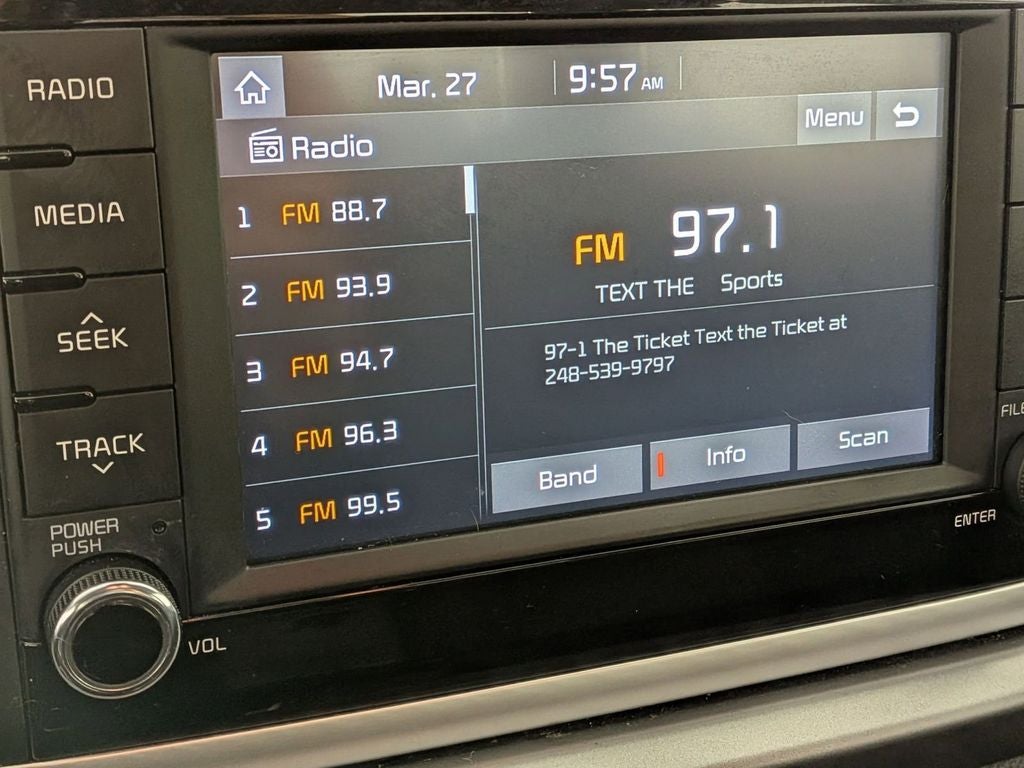 RADIO
MEDIA
SEEK
TRACK
POWER
PUSH
VOL
Mar. 27 9:57 AM
Radio
Menu
1 FM 88.7
2 FM 93.9
3 FM 94.7
4 FM 96.3
5 FM 99.5
FM 97.1
TEXT THE Sports
97-1 The Ticket Text the Ticket at
248-539-9797
Band Info Scan
FILE
ENTER